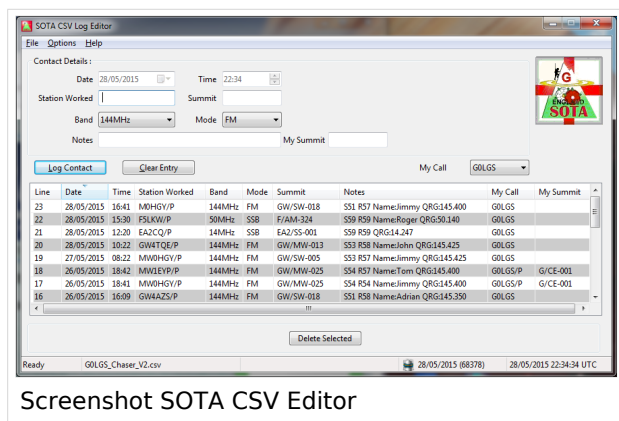 SOTA CSV Log Editor
File Options Help
Contact Details :
Date 28/05/2015 Time 22:34
Station Worked Summit
Band 144MHz Mode FM
Notes My Summit
Log Contact Clear Entry My Call G0LGS
G
ENGLAND
SOTA
Line Date Time Station Worked Band Mode Summit Notes My Call My Summit
23 28/05/2015 16:41 M0HGY/P 144MHz FM GW/SW-018 S51 R57 Name:Jimmy QRG:145.400 G0LGS
22 28/05/2015 15:30 F5LKW/P 50MHz SSB F/AM-324 S59 R59 Name:Roger QRG:50.140 G0LGS
21 28/05/2015 12:20 EA2CQ/P 14MHz SSB EA2/SS-001 S59 R59 QRG:14.247 G0LGS
20 28/05/2015 10:22 GW4TQE/P 144MHz FM GW/MW-013 S53 R58 Name:John QRG:145.425 G0LGS
19 27/05/2015 08:22 MW0HGY/P 144MHz FM GW/SW-005 S53 R57 Name:Jimmy QRG:145.425 G0LGS
18 26/05/2015 18:42 MW1EYP/P 144MHz FM GW/MW-025 S54 R57 Name:Tom QRG:145.400 G0LGS/P G/CE-001
17 26/05/2015 18:41 MW0HGY/P 144MHz FM GW/MW-025 S54 R54 Name:Jimmy QRG:145.400 G0LGS/P G/CE-001
16 26/05/2015 16:09 GW4AZS/P 144MHz FM GW/SW-018 S51 R58 Name:Adrian QRG:145.350 G0LGS
Delete Selected
Ready G0LGS_Chaser_V2.csv 28/05/2015 (68378) 28/05/2015 22:34:34 UTC
Screenshot SOTA CSV Editor